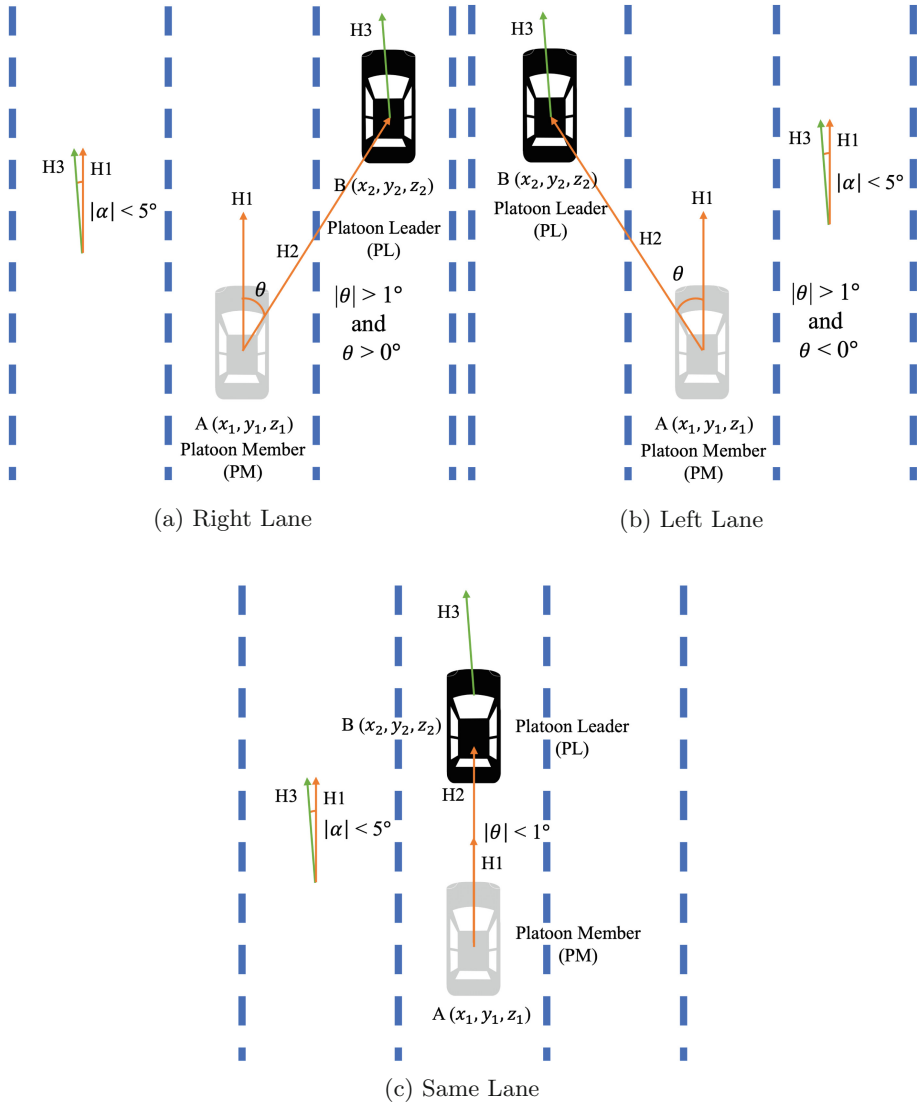 H3
H3
H3
H1
|α| < 5°
H1
B (x₂, y₂, z₂)
Platoon Leader
(PL)
H2
θ
|θ| > 1°
and
θ > 0°
A (x₁, y₁, z₁)
Platoon Member
(PM)
(a) Right Lane
H3
H1
|α| < 5°
B (x₂, y₂, z₂)
Platoon Leader
(PL)
H1
H2
θ
|θ| > 1°
and
θ < 0°
A (x₁, y₁, z₁)
Platoon Member
(PM)
(b) Left Lane
H3
B (x₂, y₂, z₂)
Platoon Leader
(PL)
H3
H1
|α| < 5°
H2
|θ| < 1°
H1
Platoon Member
(PM)
A (x₁, y₁, z₁)
(c) Same Lane